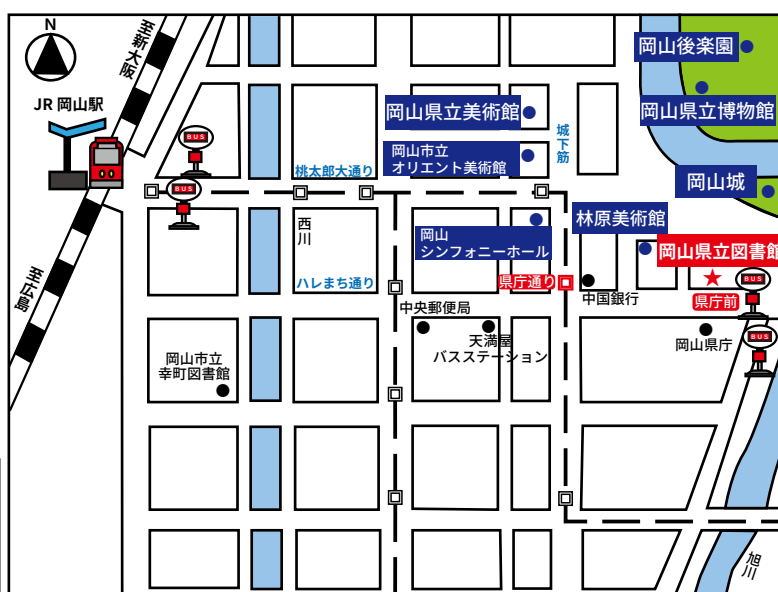 N
至新大阪
JR 岡山駅
BUS
BUS
至広島
桃太郎大通り
西川
ハレまち通り
岡山県立美術館
岡山市立
オリエント美術館
城下筋
岡山後楽園
岡山県立博物館
岡山城
林原美術館
岡山
シンフォニーホール
岡山県立図書館
県庁通り
中国銀行
県庁前
BUS
BUS
中央郵便局
天満屋
バスステーション
岡山県庁
岡山市立
幸町図書館
旭川